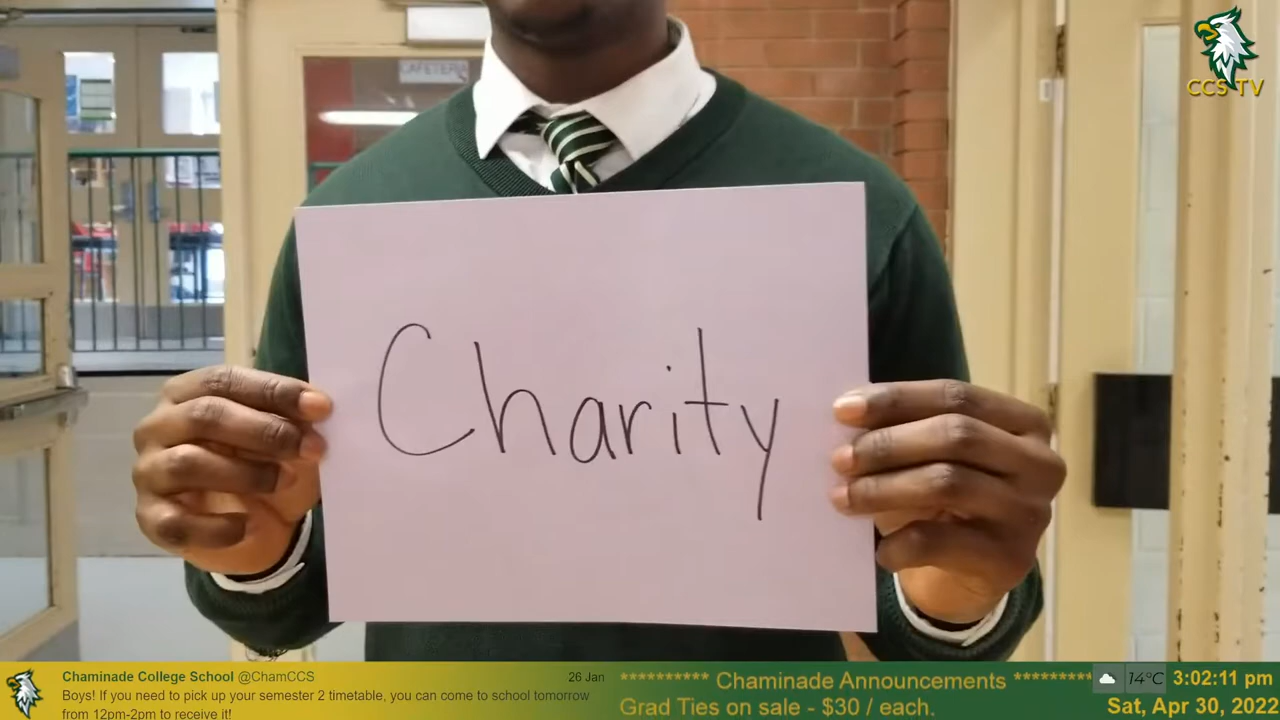 CAFETERIA
CCS TV
Charity
Chaminade College School @ChamCCS 26 Jan
Boys! If you need to pick up your semester 2 timetable, you can come to school tomorrow
from 12pm-2pm to receive it!
********** Chaminade Announcements *********
Grad Ties on sale - $30 / each.
14°C 3:02:11 pm
Sat, Apr 30, 2022